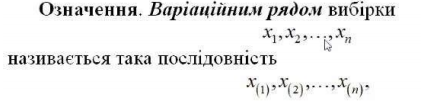 Означення. Варіаційним рядом вибірки
x₁, x₂,…, xₙ
називається така послідовність
x₍₁₎, x₍₂₎,…, x₍ₙ₎,